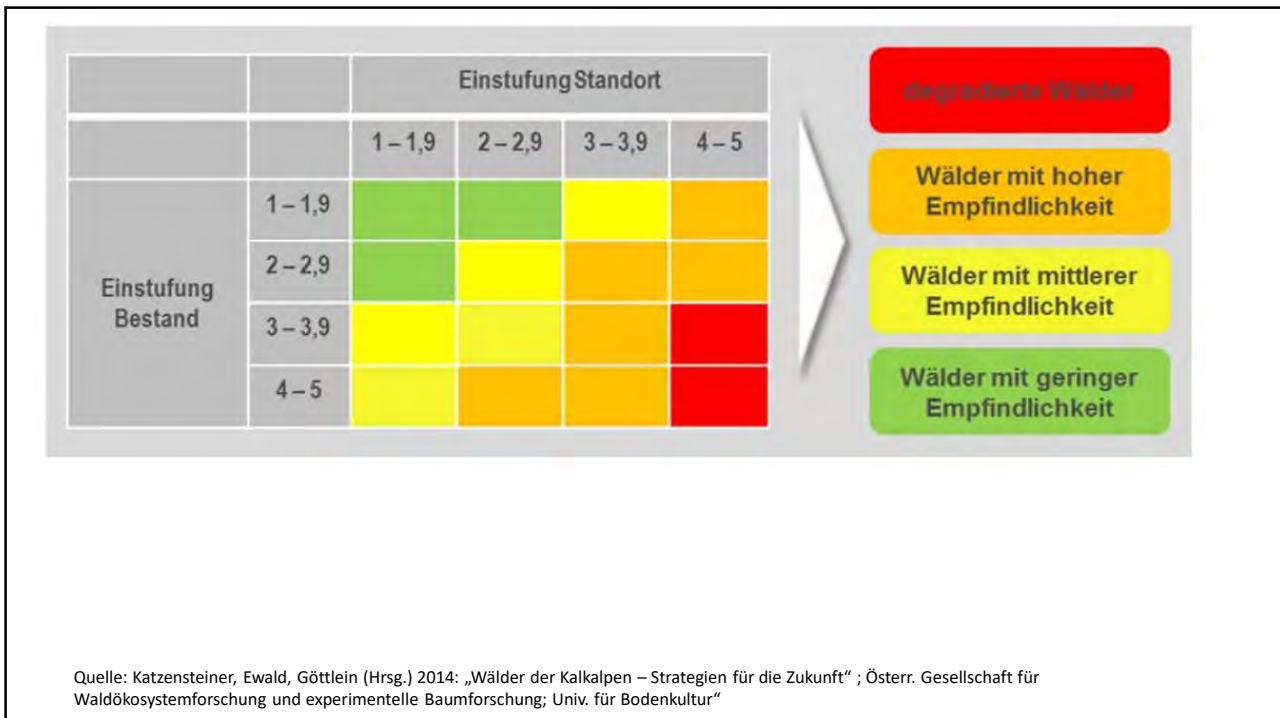 Einstufung Standort
1 – 1,9 2 – 2,9 3 – 3,9 4 – 5
Einstufung
Bestand
1 – 1,9
2 – 2,9
3 – 3,9
4 – 5
degradierte Wälder
Wälder mit hoher
Empfindlichkeit
Wälder mit mittlerer
Empfindlichkeit
Wälder mit geringer
Empfindlichkeit
Quelle: Katzensteiner, Ewald, Göttlein (Hrsg.) 2014: „Wälder der Kalkalpen – Strategien für die Zukunft“ ; Österr. Gesellschaft für
Waldökosystemforschung und experimentelle Baumforschung; Univ. für Bodenkultur“